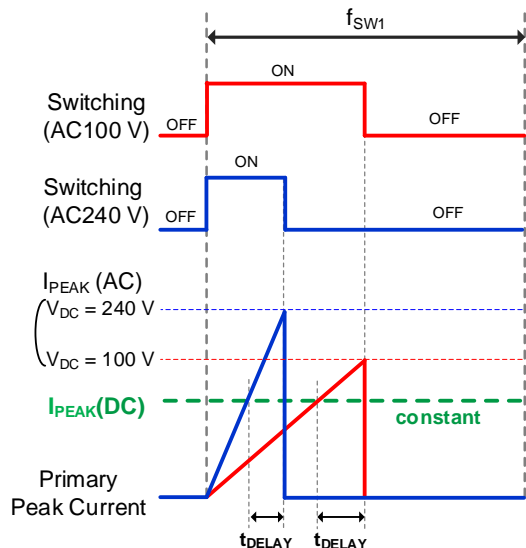 fSW1
ON
Switching
(AC100 V)
OFF
OFF
ON
Switching
(AC240 V)
OFF
OFF
IPEAK (AC)
VDC = 240 V
VDC = 100 V
IPEAK(DC)
constant
Primary
Peak Current
tDELAY
tDELAY